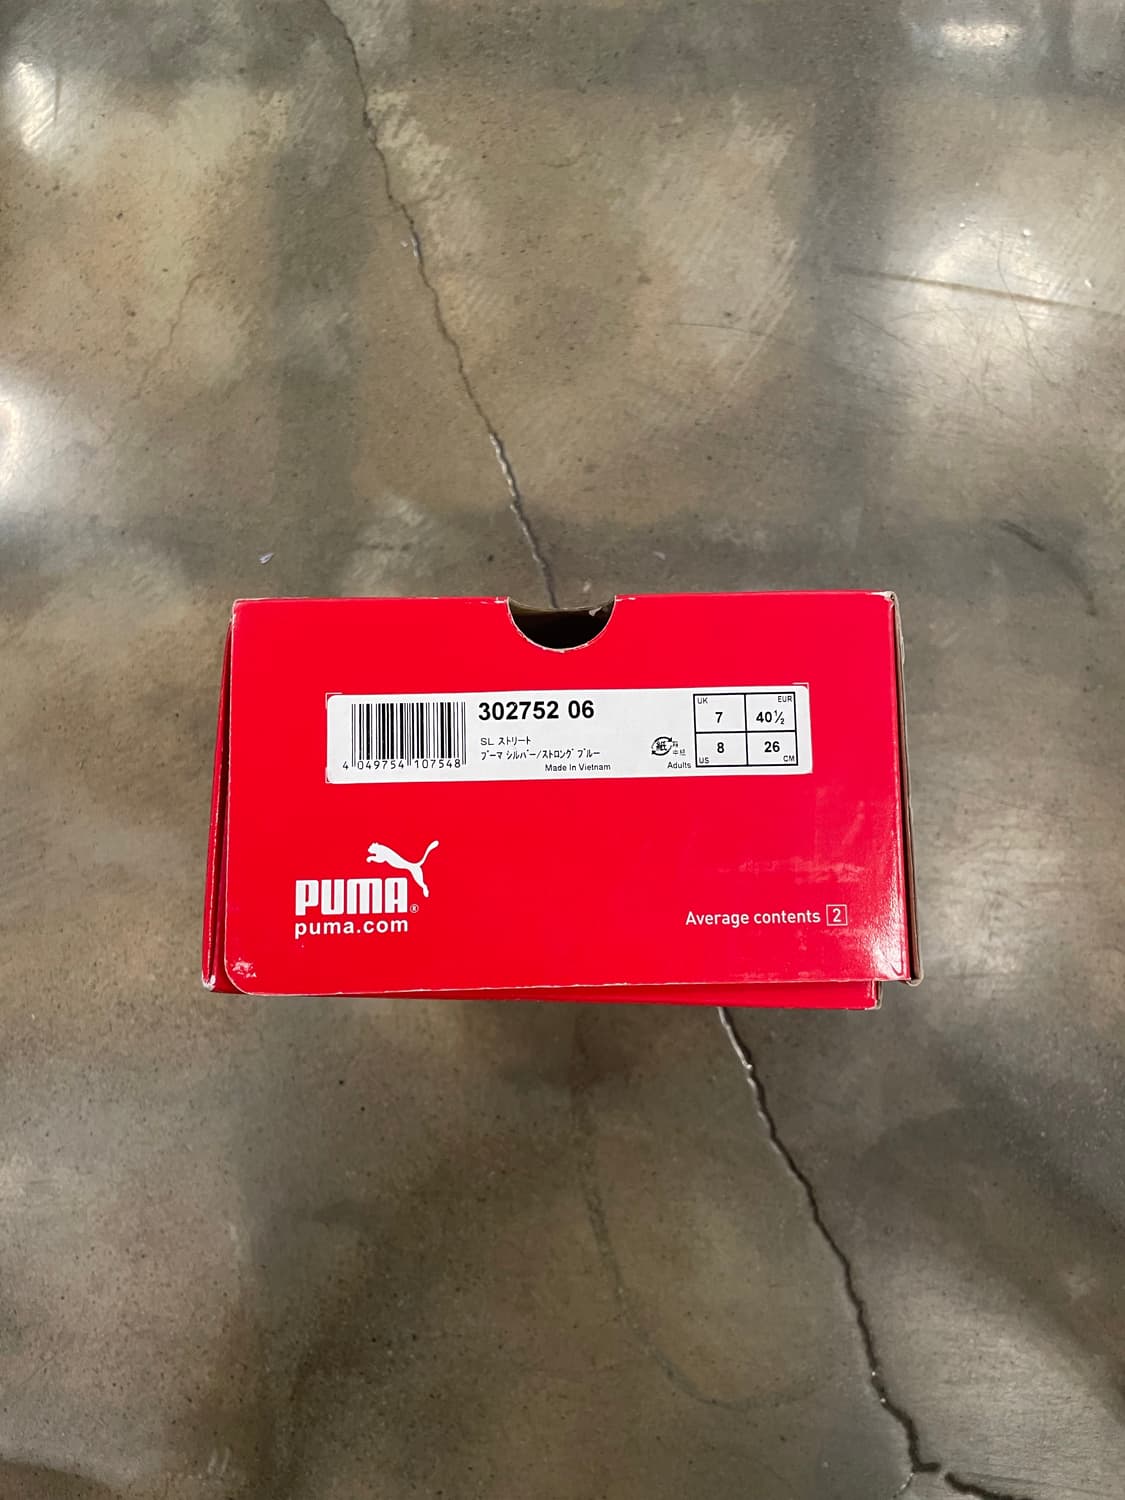 302752 06
SL ストリート
プーマ シルバー/ストロング ブルー
Made In Vietnam
4 049754 107548
紙
Adults
UK 7
EUR 40½
8 US
26 CM
PUMA®
puma.com
Average contents 2